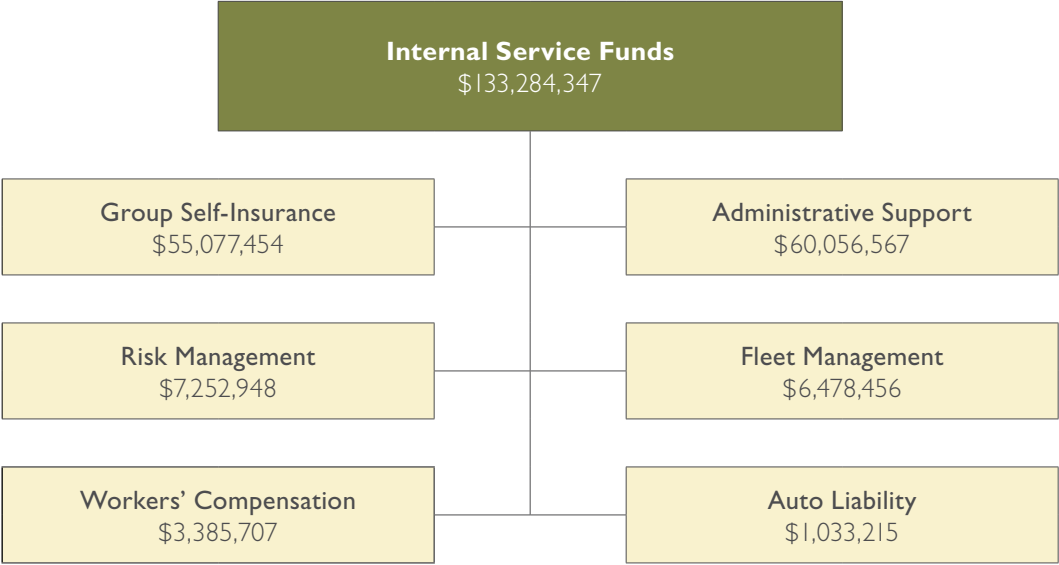 Internal Service Funds
$133,284,347
Group Self-Insurance
$55,077,454
Administrative Support
$60,056,567
Risk Management
$7,252,948
Fleet Management
$6,478,456
Workers’ Compensation
$3,385,707
Auto Liability
$1,033,215